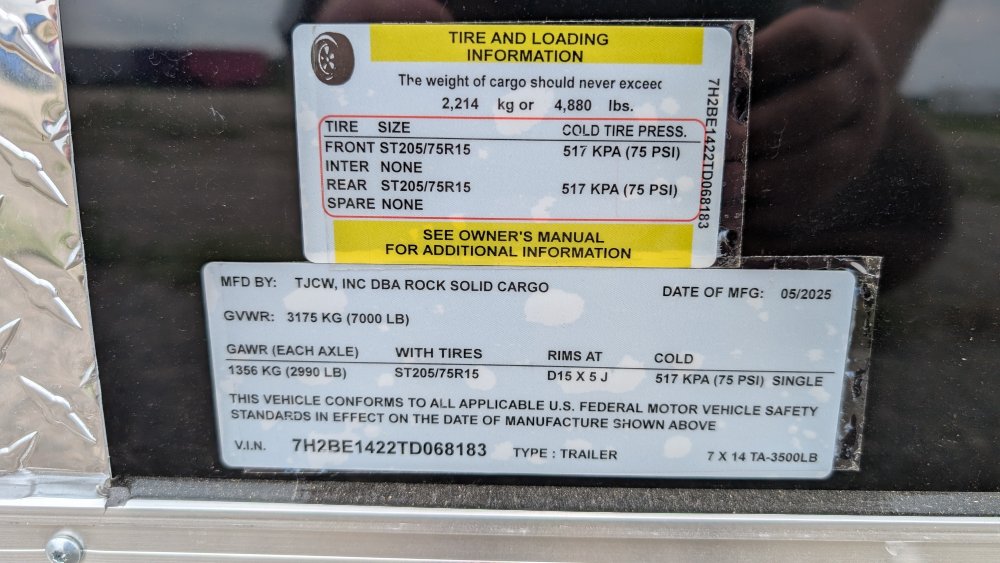 TIRE AND LOADING
INFORMATION
The weight of cargo should never exceed
2,214 kg or 4,880 lbs.
TIRE SIZE COLD TIRE PRESS.
FRONT ST205/75R15 517 KPA (75 PSI)
INTER NONE
REAR ST205/75R15 517 KPA (75 PSI)
SPARE NONE
SEE OWNER'S MANUAL
FOR ADDITIONAL INFORMATION
7H2BE1422TD068183
MFD BY: TJCW, INC DBA ROCK SOLID CARGO DATE OF MFG: 05/2025
GVWR: 3175 KG (7000 LB)
GAWR (EACH AXLE) WITH TIRES RIMS AT COLD
1356 KG (2990 LB) ST205/75R15 D15 X 5 J 517 KPA (75 PSI) SINGLE
THIS VEHICLE CONFORMS TO ALL APPLICABLE U.S. FEDERAL MOTOR VEHICLE SAFETY
STANDARDS IN EFFECT ON THE DATE OF MANUFACTURE SHOWN ABOVE
V.I.N. 7H2BE1422TD068183 TYPE : TRAILER 7 X 14 TA-3500LB